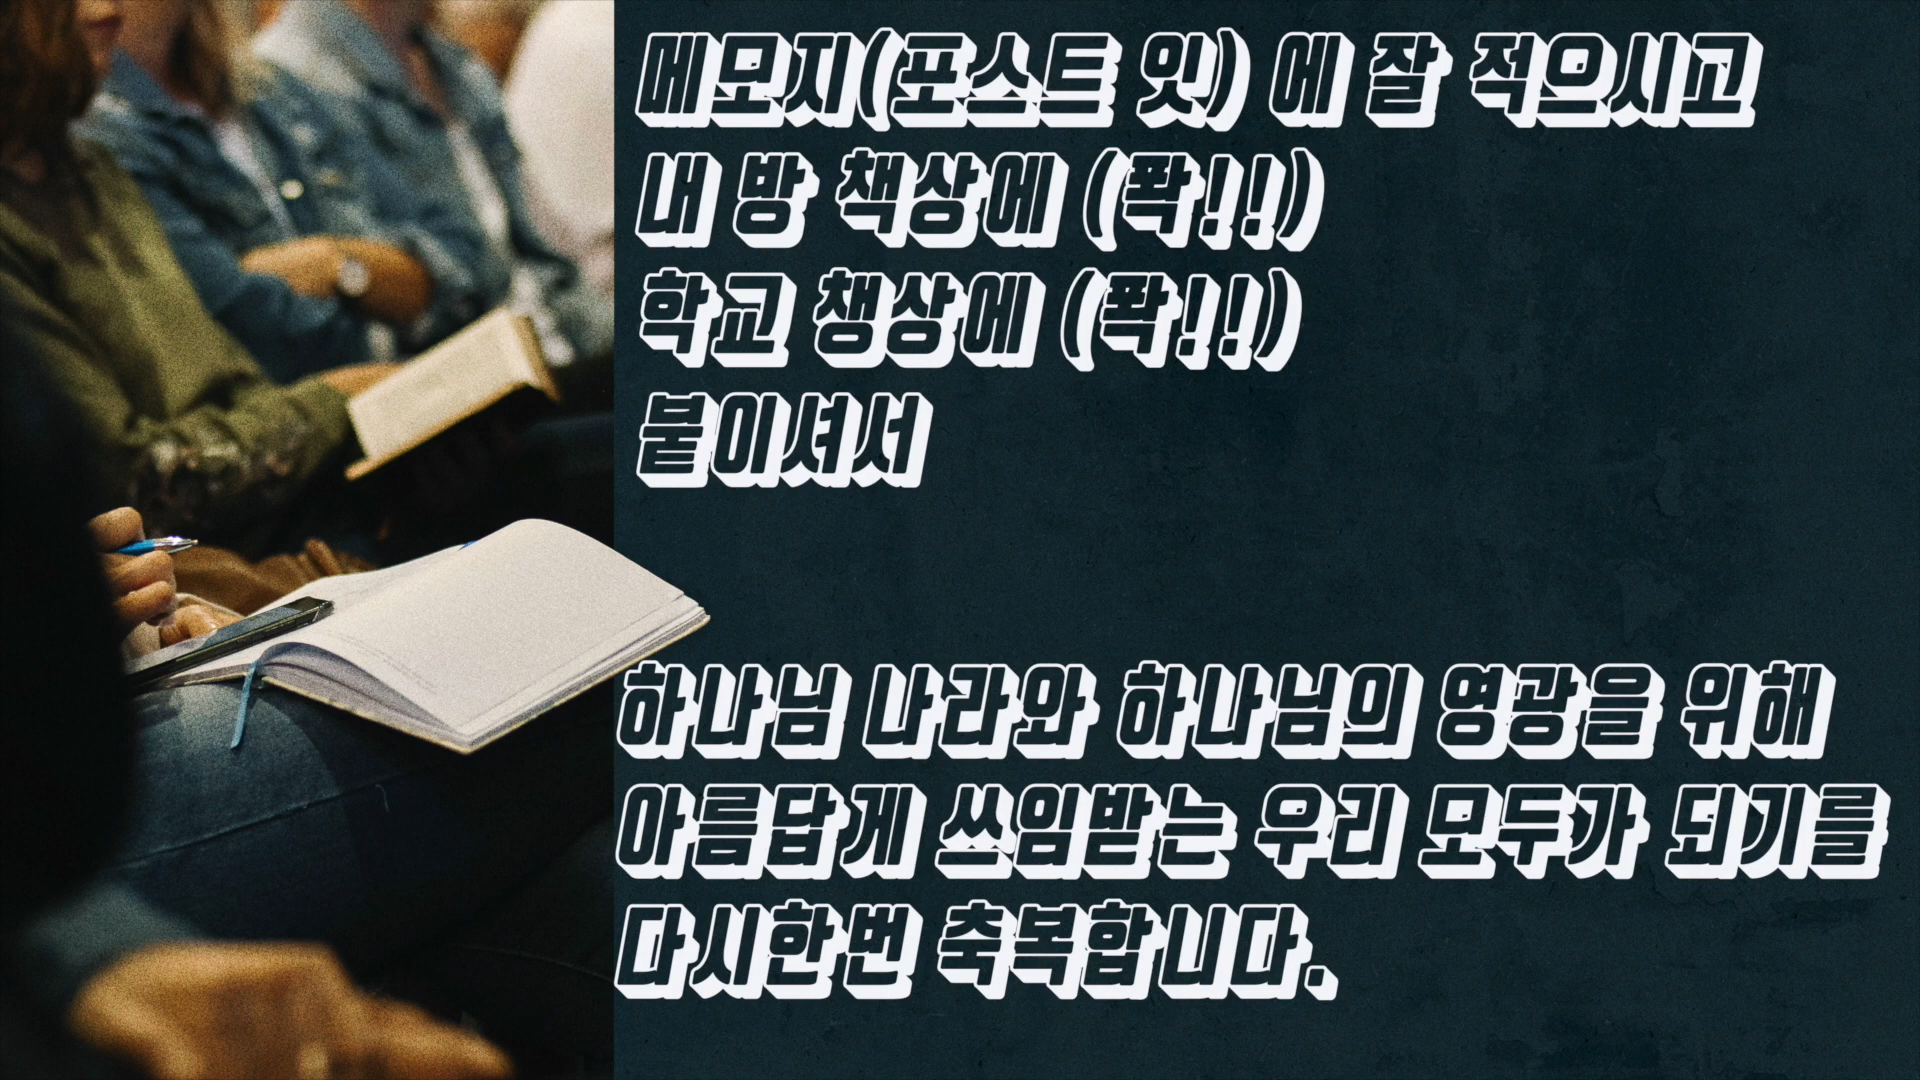 메모지(포스트 잇) 에 잘 적으시고
내 방 책상에 (쫙!!)
학교 챙상에 (쫙!!)
붙이셔서
하나님 나라와 하나님의 영광을 위해
아름답게 쓰임받는 우리 모두가 되기를
다시한번 축복합니다.